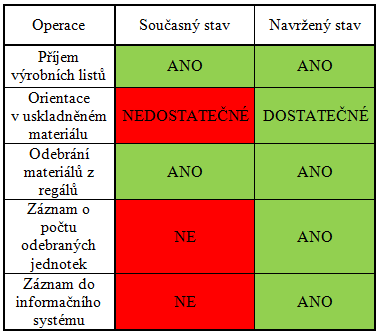 Operace Současný stav Navržený stav
Příjem
výrobních listů
ANO ANO
Orientace
v uskladněném
materiálu
NEDOSTATEČNÉ DOSTATEČNÉ
Odebrání
materiálů z
regálů
ANO ANO
Záznam o
počtu
odebraných
jednotek
NE ANO
Záznam do
informačního
systému
NE ANO